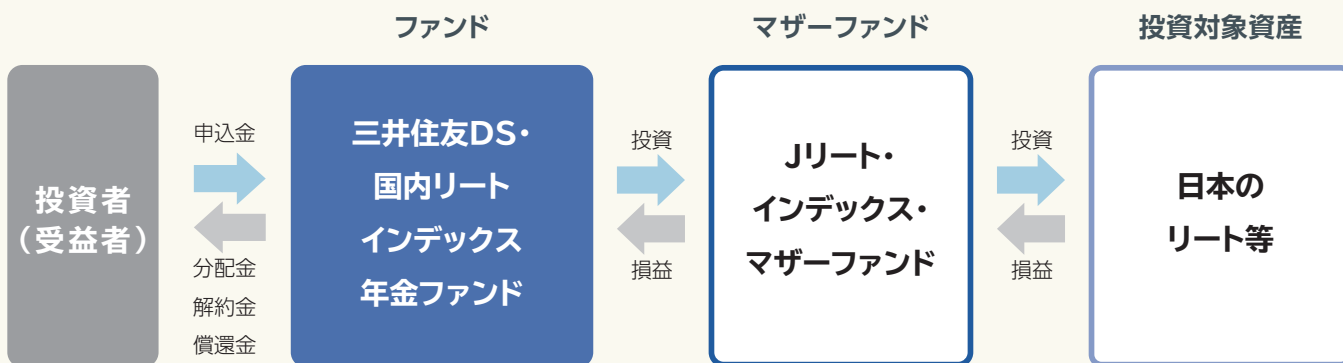 ファンド
マザーファンド
投資対象資産
投資者
（受益者）
申込金
分配金
解約金
償還金
三井住友DS・
国内リート
インデックス
年金ファンド
投資
損益
Jリート・
インデックス・
マザーファンド
投資
損益
日本の
リート等